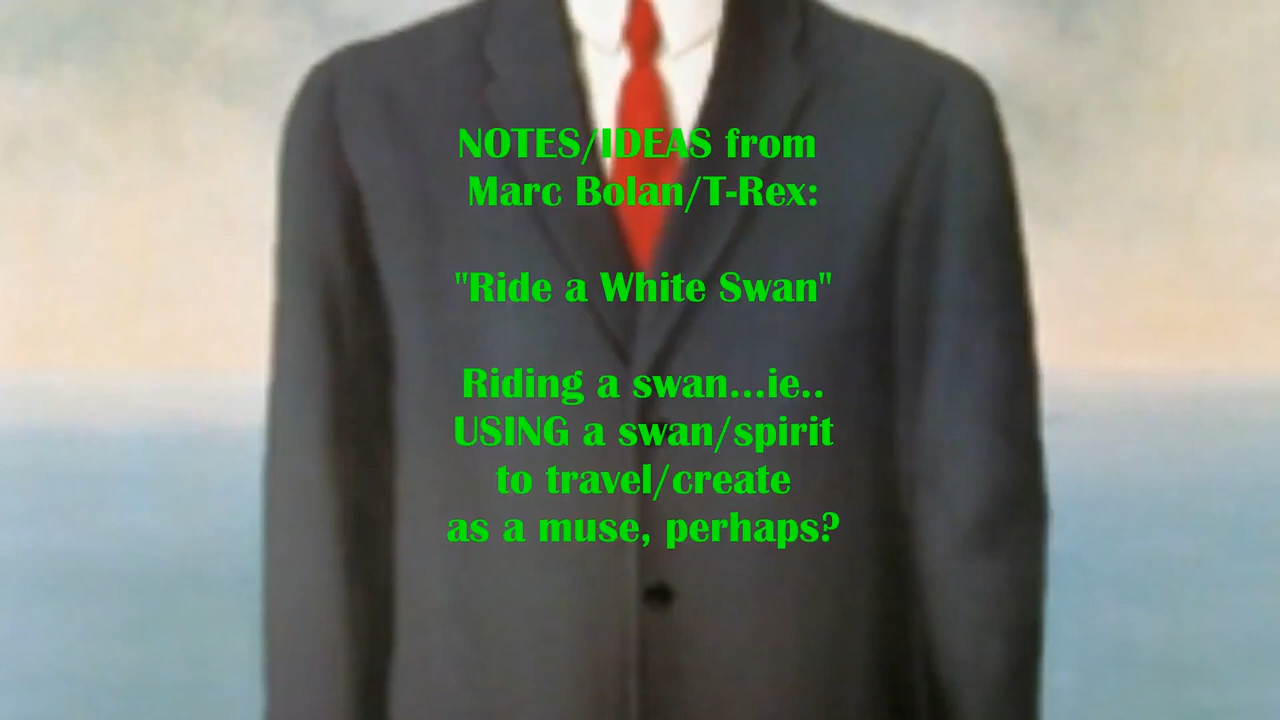 NOTES/IDEAS from
Marc Bolan/T-Rex:
"Ride a White Swan"
Riding a swan...ie..
USING a swan/spirit
to travel/create
as a muse, perhaps?